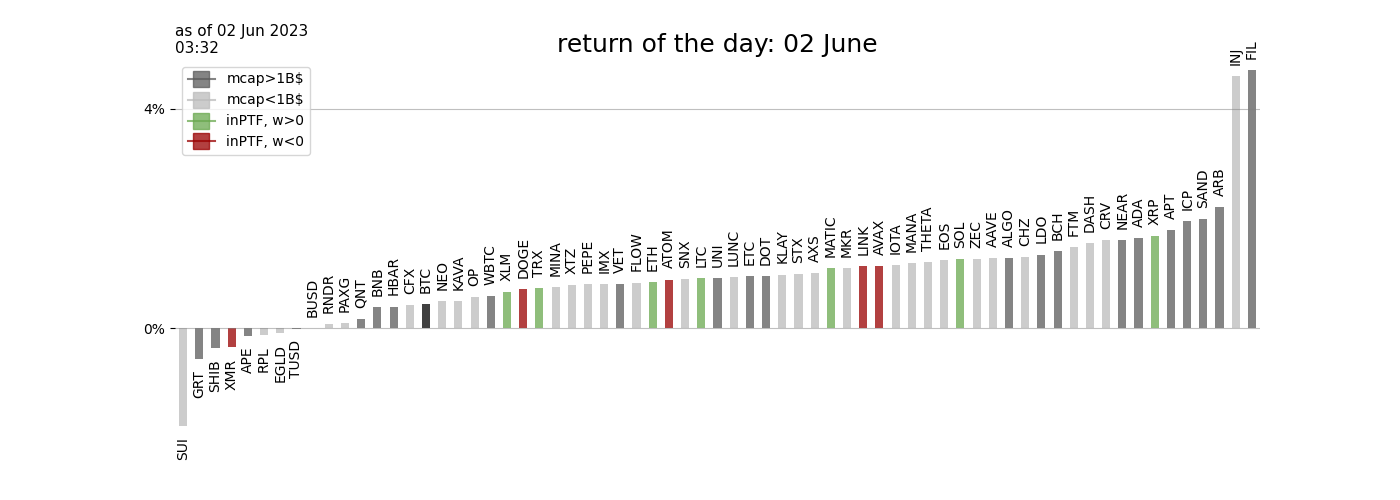 as of 02 Jun 2023
03:32
return of the day: 02 June
mcap>1B$
mcap<1B$
inPTF, w>0
inPTF, w<0
4%
0%
SUI
GRT
SHIB
XMR
APE
RPL
EGLD
TUSD
BUSD
RNDR
PAXG
QNT
BNB
HBAR
CFX
BTC
NEO
KAVA
OP
WBTC
XLM
DOGE
TRX
MINA
XTZ
PEPE
IMX
VET
FLOW
ETH
ATOM
SNX
LTC
UNI
LUNC
ETC
DOT
KLAY
STX
AXS
MATIC
MKR
LINK
AVAX
IOTA
MANA
THETA
EOS
SOL
ZEC
AAVE
ALGO
CHZ
LDO
BCH
FTM
DASH
CRV
NEAR
ADA
XRP
APT
ICP
SAND
ARB
INJ
FIL